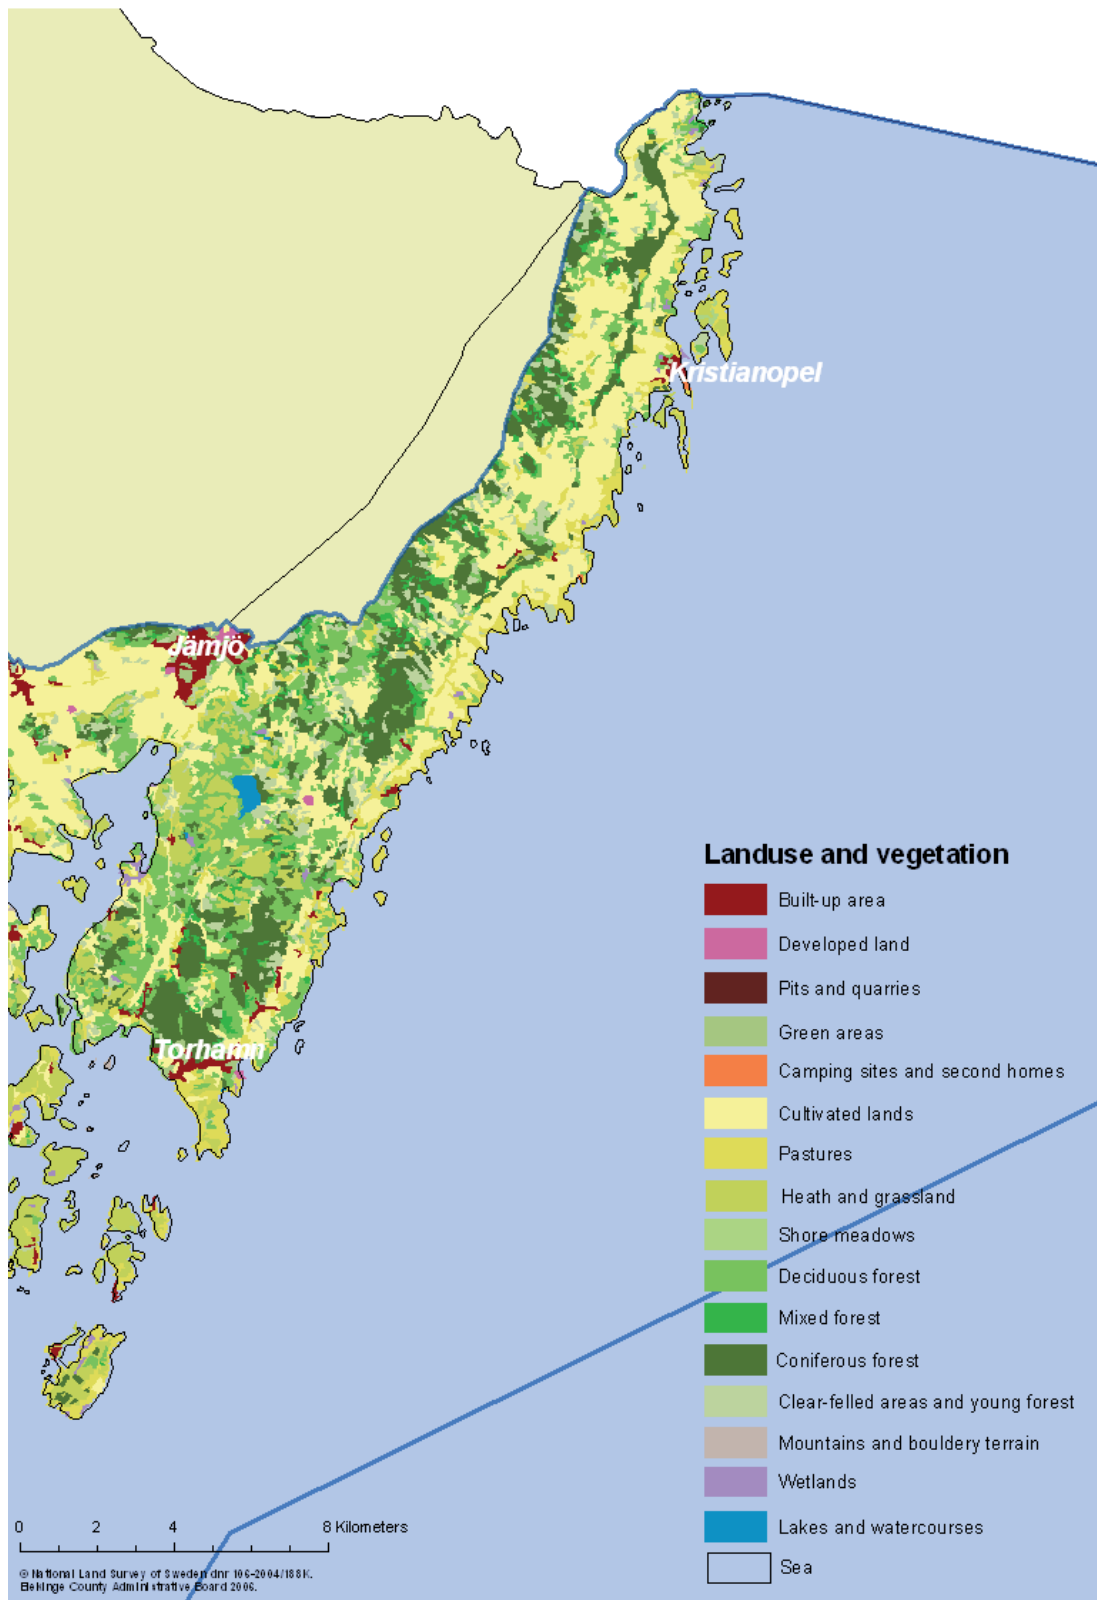 Kristianopel
Jämjö
Torhamn
Landuse and vegetation
Built-up area
Developed land
Pits and quarries
Green areas
Camping sites and second homes
Cultivated lands
Pastures
Heath and grassland
Shore meadows
Deciduous forest
Mixed forest
Coniferous forest
Clear-felled areas and young forest
Mountains and bouldery terrain
Wetlands
Lakes and watercourses
Sea
0 2 4 8 Kilometers
© National Land Survey of Sweden dnr 106-2004/188K.
Blekinge County Administrative Board 2006.